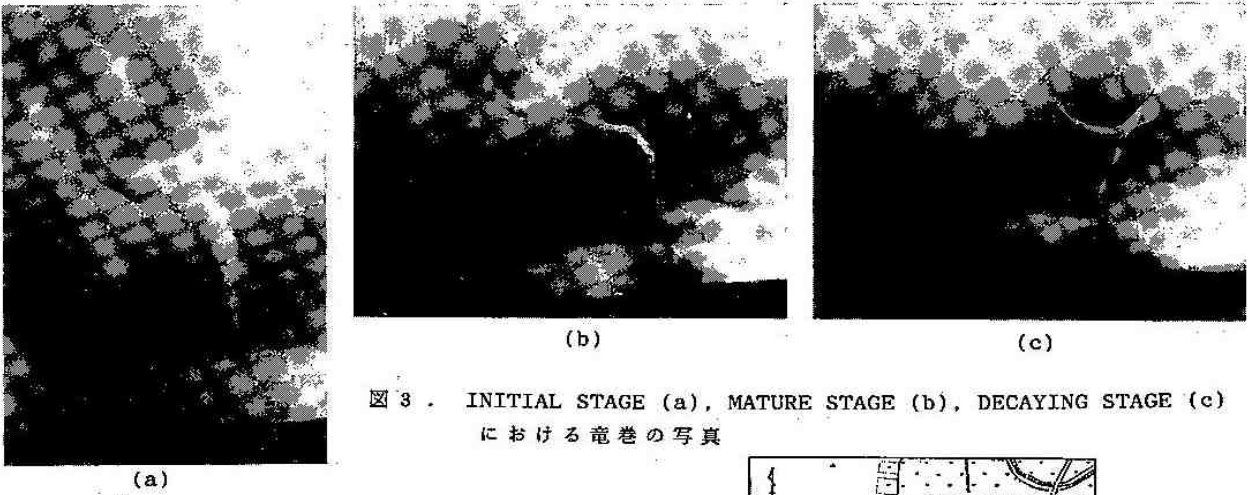 (b)
(c)
図 3 . INITIAL STAGE (a), MATURE STAGE (b), DECAYING STAGE (c)
における竜巻の写真
(a)